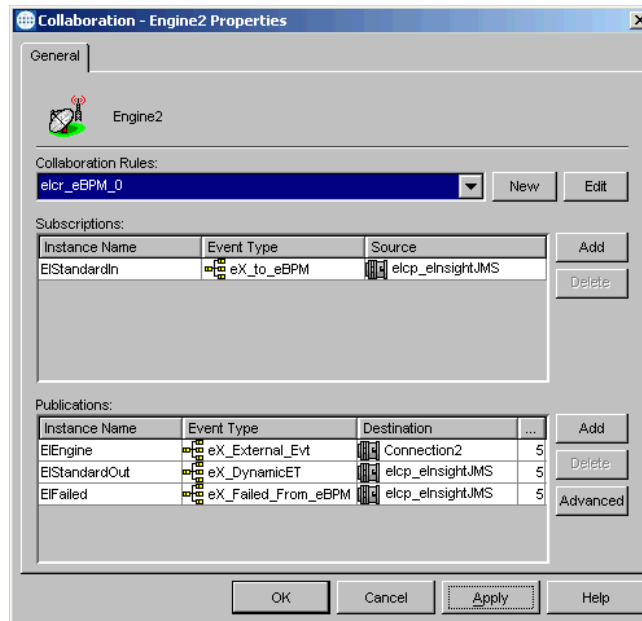 Collaboration - Engine2 Properties
General
Engine2
Collaboration Rules:
elcr_eBPM_0 New Edit
Subscriptions:
Instance Name Event Type Source Add
EIStandardIn eX_to_eBPM elcp_eInsightJMS
Delete
Publications:
Instance Name Event Type Destination ... Add
EIEngine eX_External_Evt Connection2 5
EIStandardOut eX_DynamicET elcp_eInsightJMS 5 Delete
EIFailed eX_Failed_From_eBPM elcp_eInsightJMS 5 Advanced
OK Cancel Apply Help